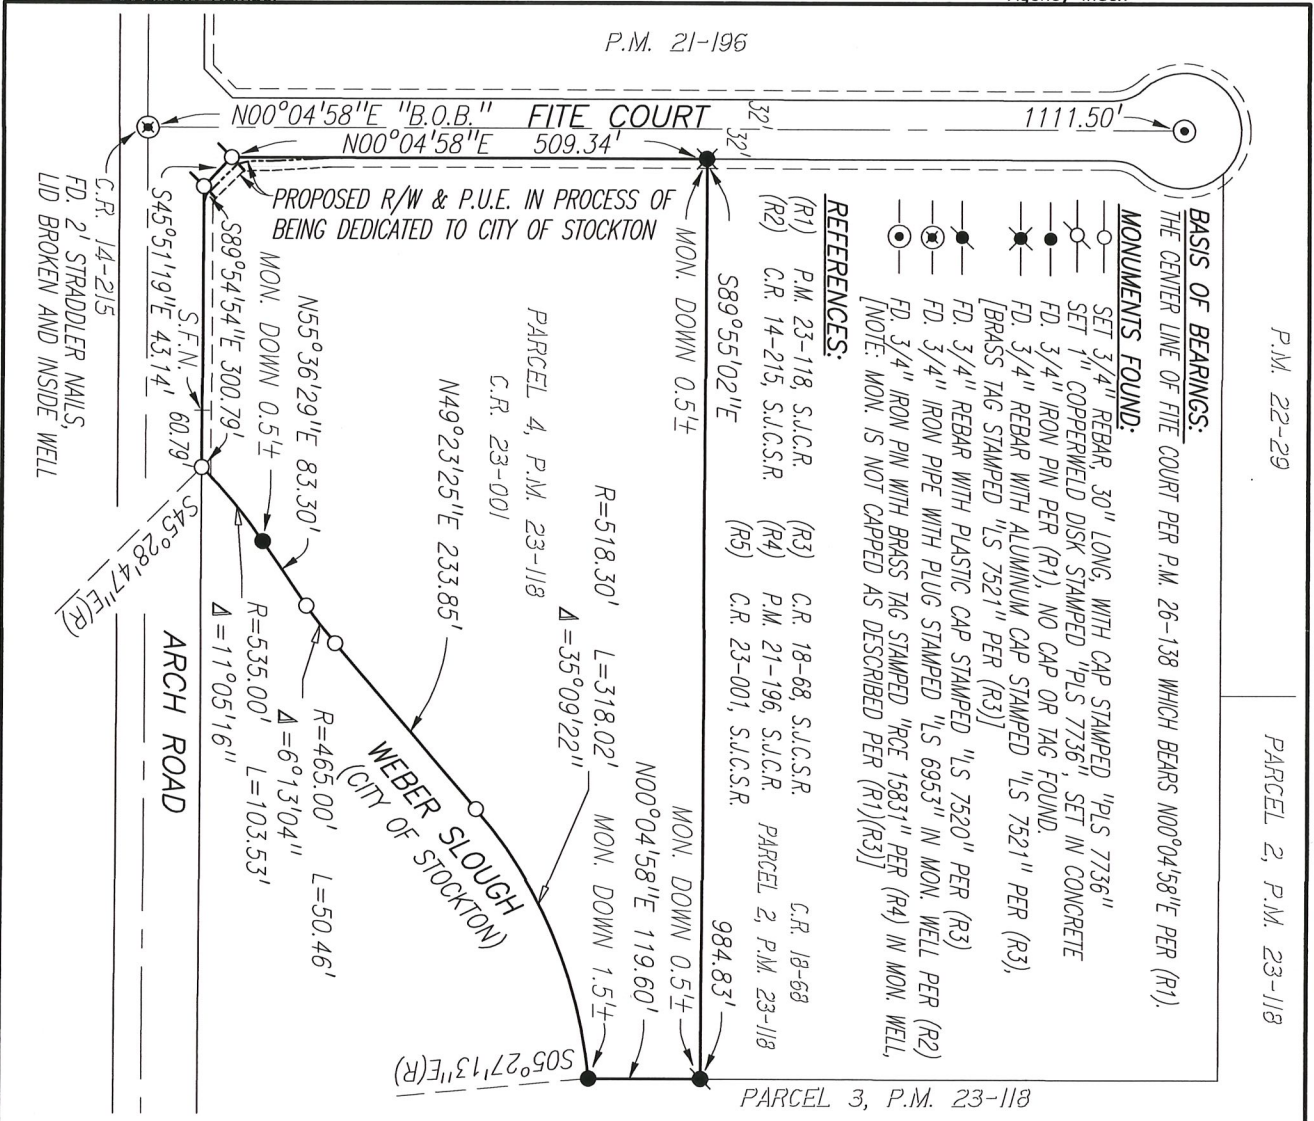 P.M. 21-196
P.M. 22-29
PARCEL 2, P.M. 23-118
BASIS OF BEARINGS:
THE CENTER LINE OF FITE COURT PER P.M. 26-138 WHICH BEARS N00°04'58"E PER (R1).
MONUMENTS FOUND:
SET 3/4" REBAR, 30" LONG, WITH CAP STAMPED "PLS 7736"
SET 1" COPPERWELD DISK STAMPED "PLS 7736", SET IN CONCRETE
FD. 3/4" IRON PIN PER (R1), NO CAP OR TAG FOUND.
FD. 3/4" REBAR WITH ALUMINUM CAP STAMPED "LS 7521" PER (R3),
[BRASS TAG STAMPED "LS 7521" PER (R3)]
FD. 3/4" REBAR WITH PLASTIC CAP STAMPED "LS 7520" PER (R3)
FD. 3/4" IRON PIPE WITH PLUG STAMPED "LS 6953" IN MON. WELL PER (R2)
FD. 3/4" IRON PIN WITH BRASS TAG STAMPED "RCE 15831" PER (R4) IN MON. WELL,
[NOTE: MON. IS NOT CAPPED AS DESCRIBED PER (R1)(R3)]
REFERENCES:
(R1) P.M. 23-118, S.J.C.R.
(R2) C.R. 14-215, S.J.C.S.R.
(R3) C.R. 18-68, S.J.C.S.R.
(R4) P.M. 21-196, S.J.C.R.
(R5) C.R. 23-001, S.J.C.S.R.
C.R. 18-68
PARCEL 2, P.M. 23-118
PARCEL 3, P.M. 23-118
1111.50'
FITE COURT
N00°04'58"E "B.O.B."
N00°04'58"E 509.34'
32'
32'
PROPOSED R/W & P.U.E. IN PROCESS OF
BEING DEDICATED TO CITY OF STOCKTON
MON. DOWN 0.5'±
S89°55'02"E
984.83'
MON. DOWN 0.5'±
N00°04'58"E 119.60'
MON. DOWN 1.5'±
S05°27'13"E(R)
R=518.30' L=318.02'
Δ=35°09'22"
PARCEL 4, P.M. 23-118
C.R. 23-001
N49°23'25"E 233.85'
WEBER SLOUGH
(CITY OF STOCKTON)
N55°36'29"E 83.30'
MON. DOWN 0.5'±
R=465.00' L=50.46'
Δ=6°13'04"
R=535.00' L=103.53'
Δ=11°05'16"
S89°54'54"E 300.79'
S45°51'19"E 43.14'
S.F.N.
60.79'
S45°28'47"E(R)
ARCH ROAD
C.R. 14-215
FD. 2' STRADDLER NAILS,
LID BROKEN AND INSIDE WELL